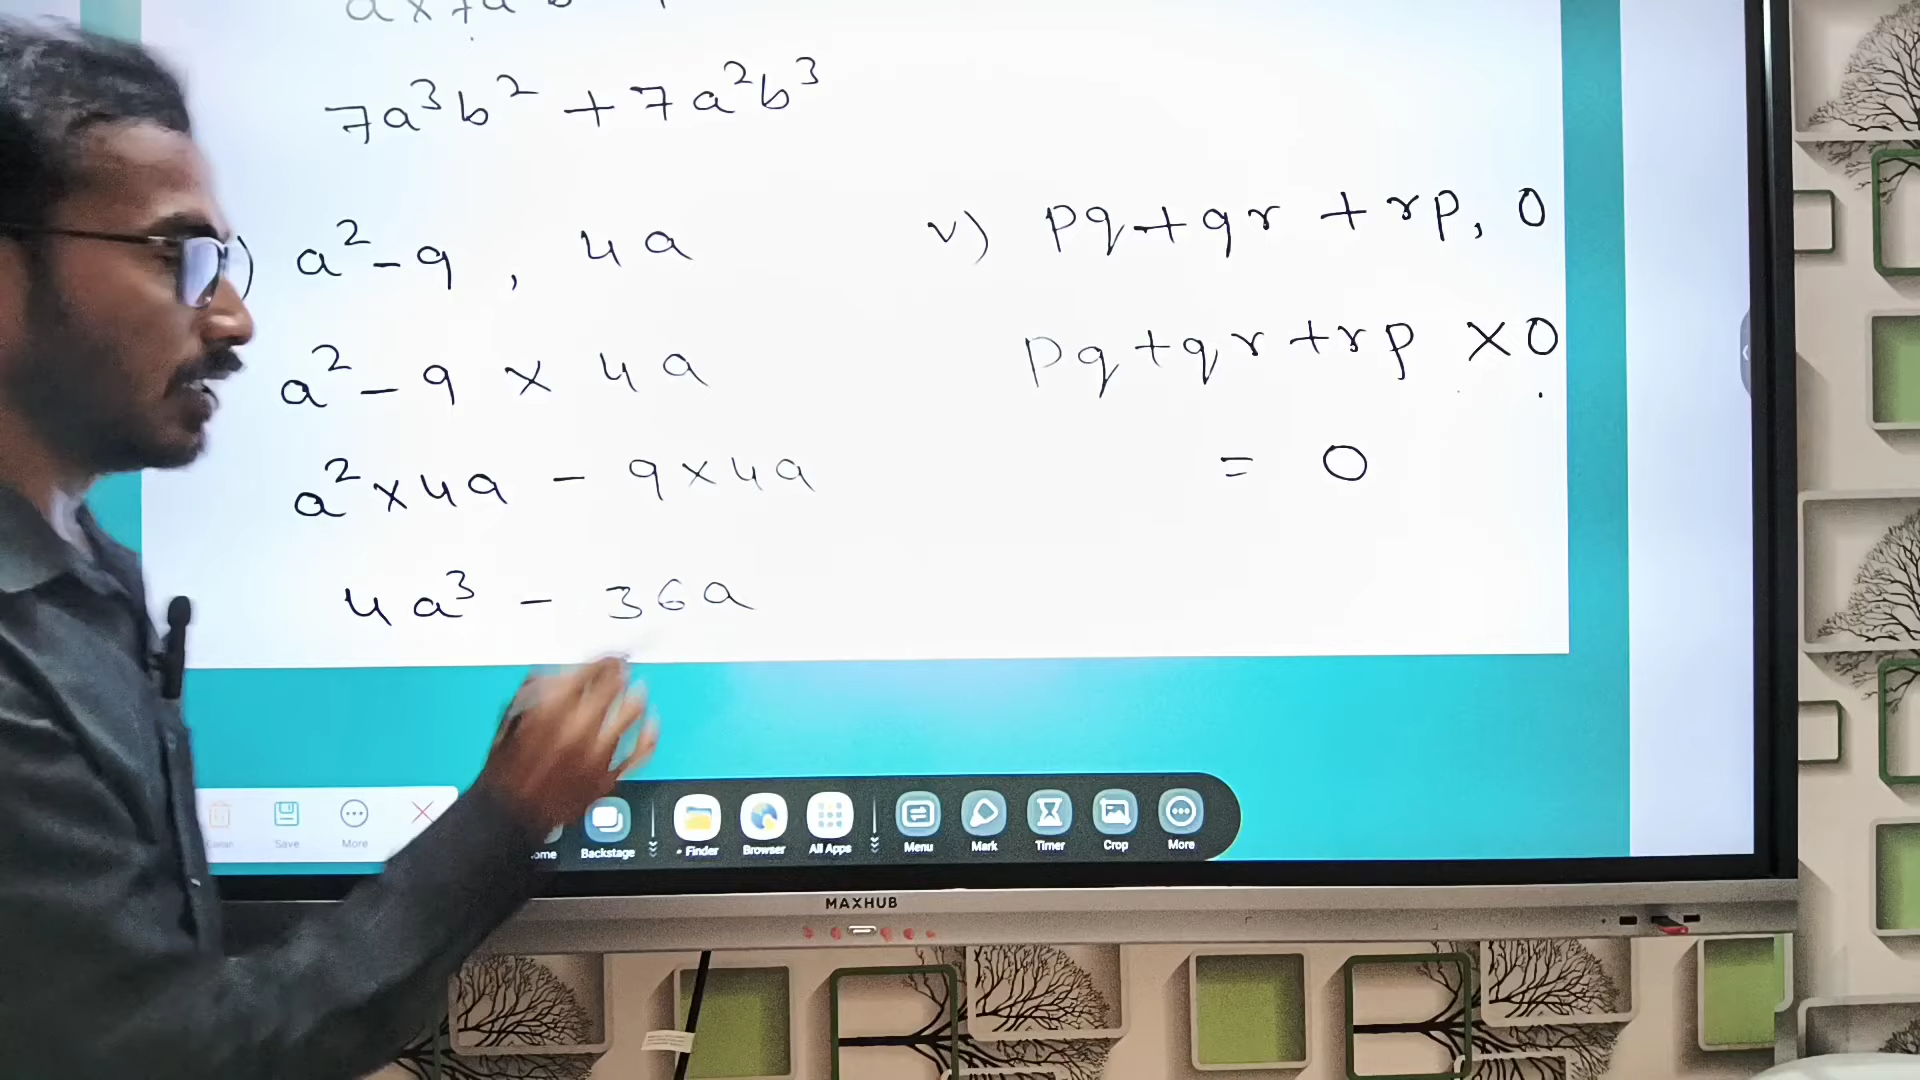 7a³b² + 7a²b³
) a² - 9 , 4a
a² - 9 × 4a
a² × 4a - 9 × 4a
4a³ - 36a
v) pq + qr + rp, 0
pq + qr + rp × 0
= 0
Save
More
Backstage
Finder
Browser
All Apps
Menu
Mark
Timer
Crop
More
MAXHUB